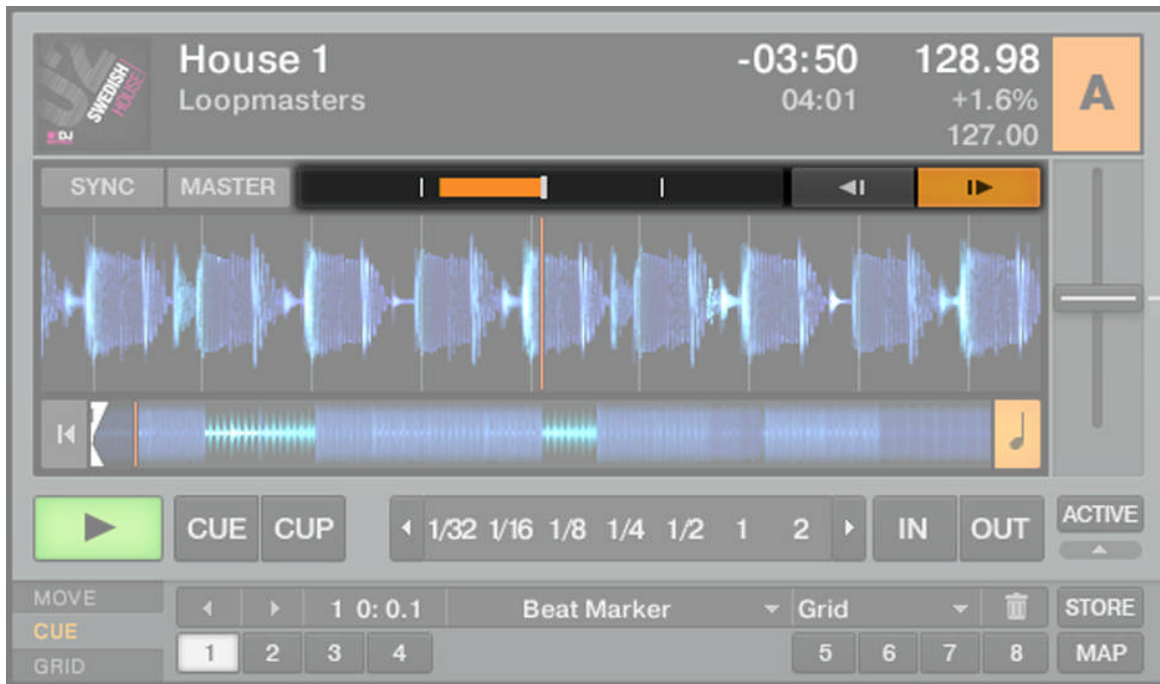 02 SWEDISH HOUSE
DJ
House 1 -03:50 128.98 A
Loopmasters 04:01 +1.6%
127.00
SYNC MASTER
CUE CUP 1/32 1/16 1/8 1/4 1/2 1 2 IN OUT ACTIVE
MOVE
1 0: 0.1 Beat Marker Grid STORE
CUE
1 2 3 4 5 6 7 8 MAP
GRID